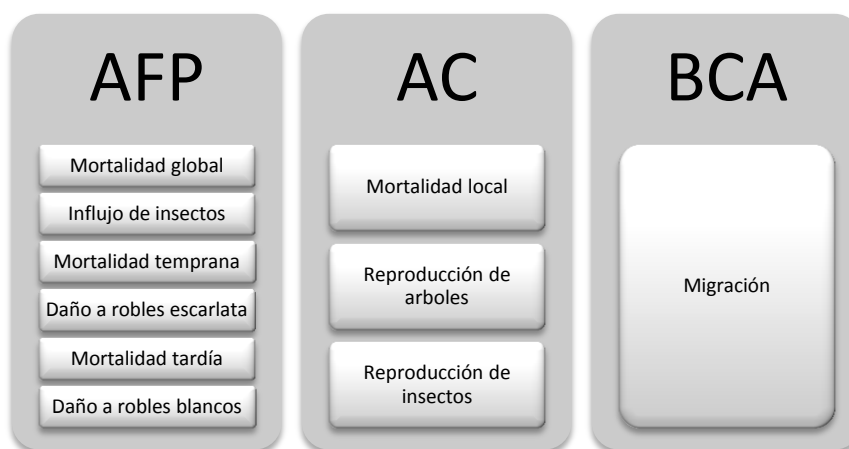 AFP
Mortalidad global
Influjo de insectos
Mortalidad temprana
Daño a robles escarlata
Mortalidad tardía
Daño a robles blancos
AC
Mortalidad local
Reproducción de
arboles
Reproducción de
insectos
BCA
Migración